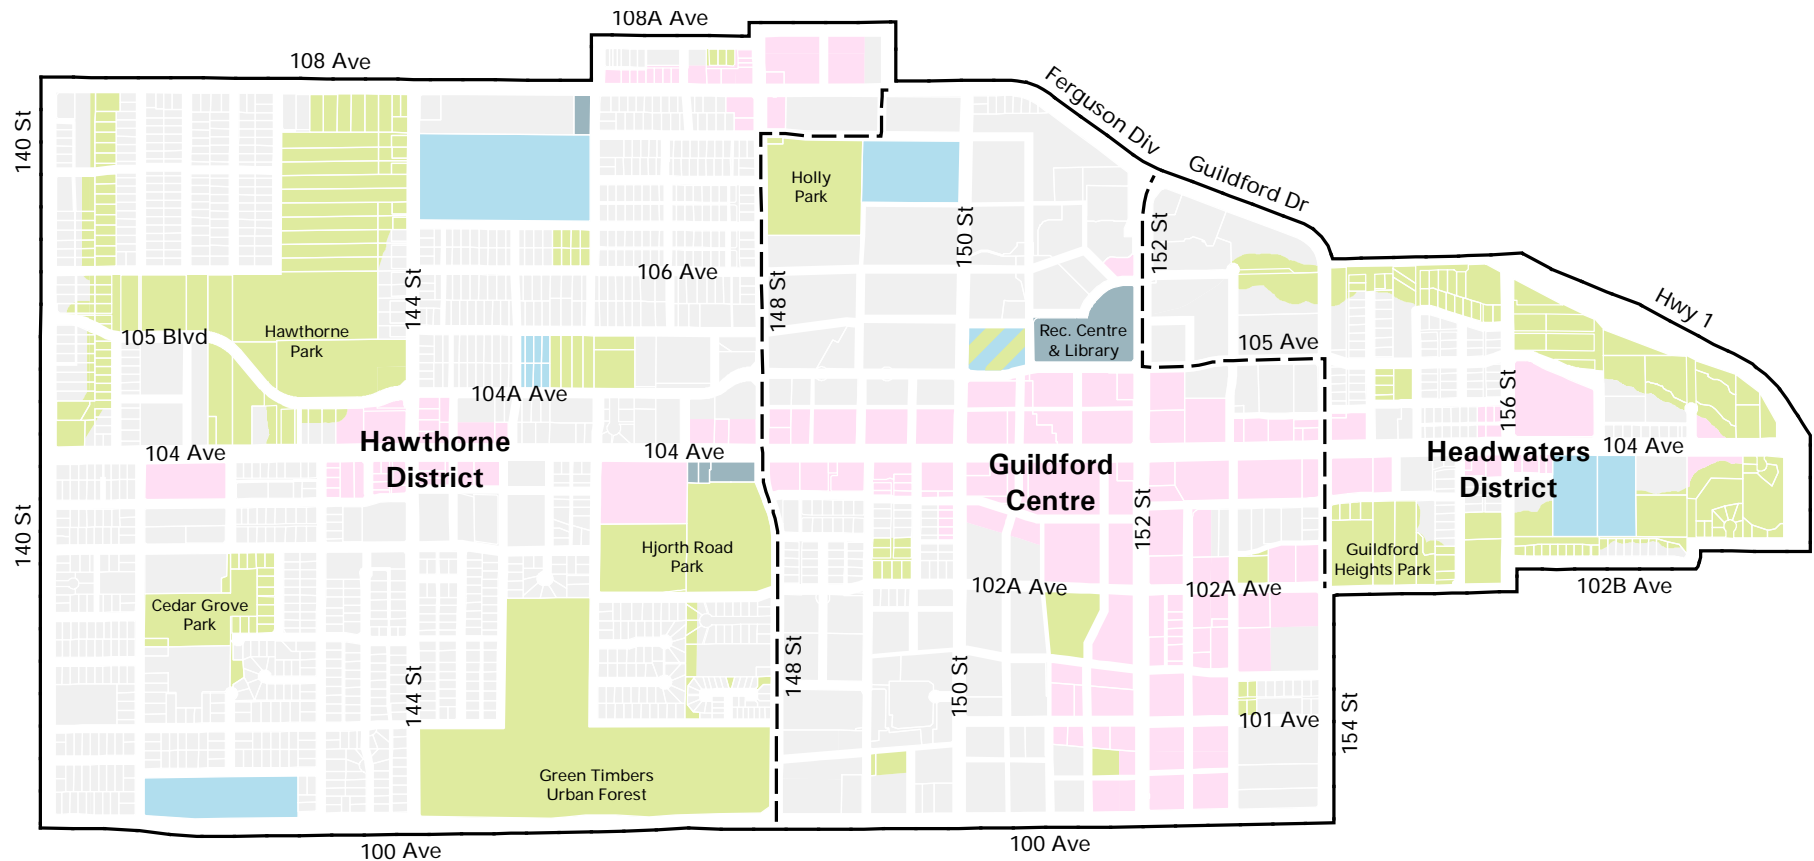 108A Ave
108 Ave
Ferguson Div
140 St
Guildford Dr
Holly
Park
150 St
152 St
106 Ave
144 St
148 St
Hwy 1
105 Blvd
Hawthorne
Park
Rec. Centre
& Library
105 Ave
104A Ave
156 St
Hawthorne
District
104 Ave
104 Ave
Guildford
Centre
Headwaters
District
104 Ave
140 St
152 St
Hjorth Road
Park
Guildford
Heights Park
102A Ave
102A Ave
102B Ave
Cedar Grove
Park
148 St
144 St
150 St
101 Ave
154 St
Green Timbers
Urban Forest
100 Ave
100 Ave